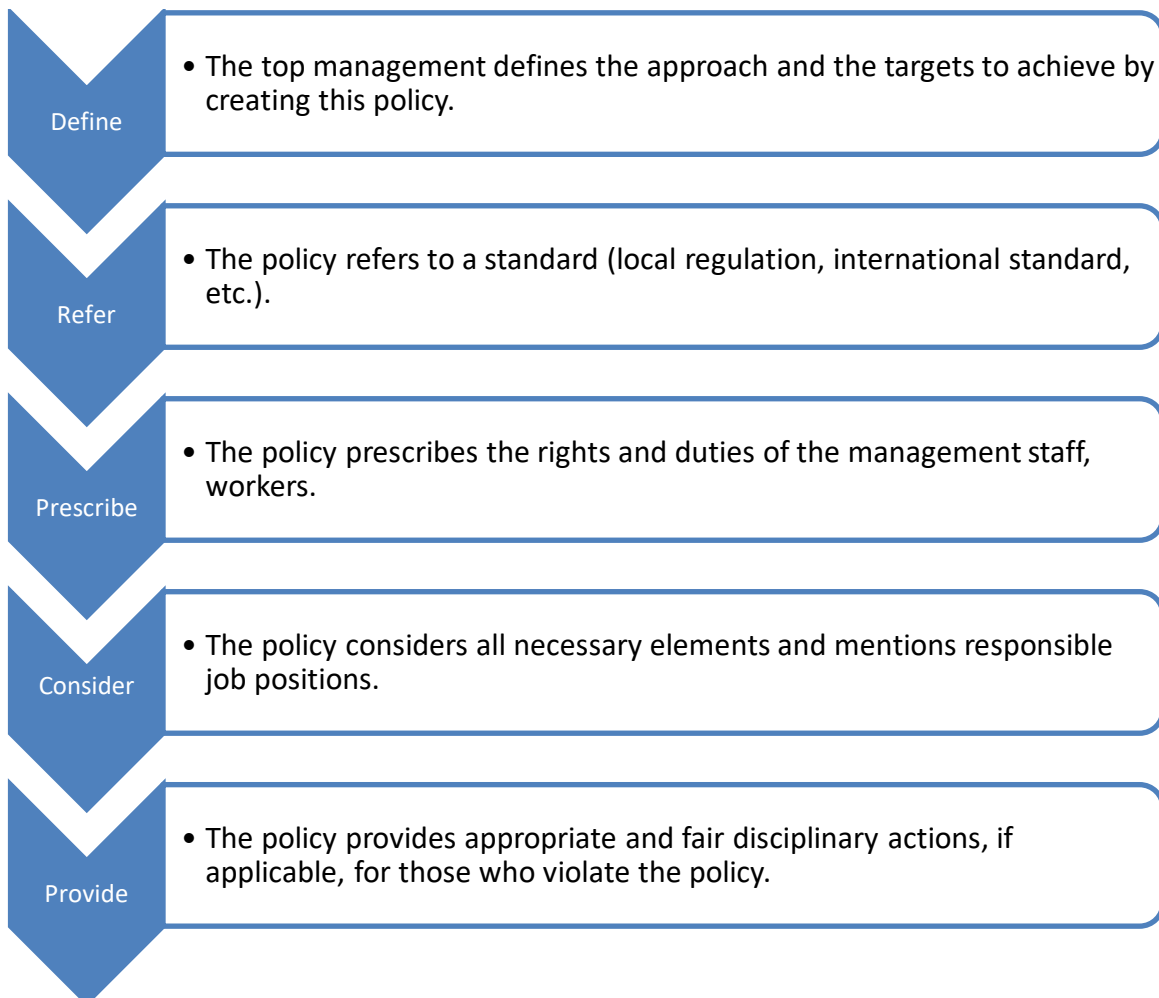 Define
• The top management defines the approach and the targets to achieve by
creating this policy.
Refer
• The policy refers to a standard (local regulation, international standard,
etc.).
Prescribe
• The policy prescribes the rights and duties of the management staff,
workers.
Consider
• The policy considers all necessary elements and mentions responsible
job positions.
Provide
• The policy provides appropriate and fair disciplinary actions, if
applicable, for those who violate the policy.